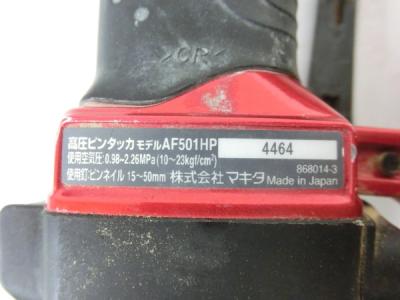 >CR<
高圧ピンタッカモデルAF501HP 4464
使用空気圧:0.98~2.26MPa(10~23kgf/cm²)
868014-3
使用釘:ピンネイル 15~50mm 株式会社マキタ Made in Japan